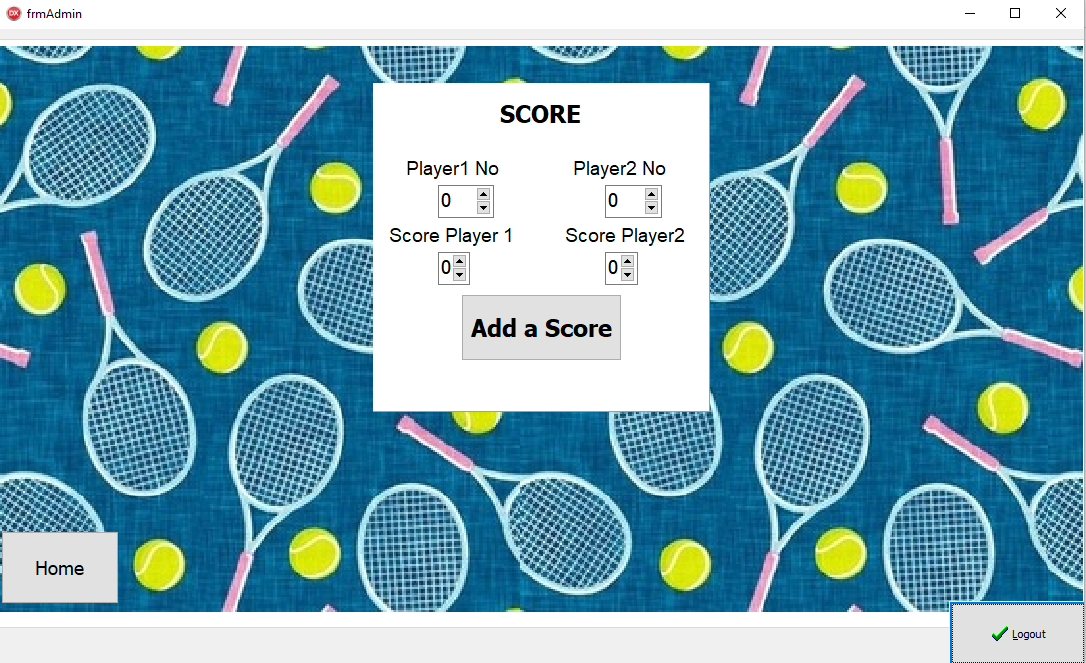 frmAdmin
SCORE
Player1 No Player2 No
0 0
Score Player 1 Score Player2
0 0
Add a Score
Home
Logout